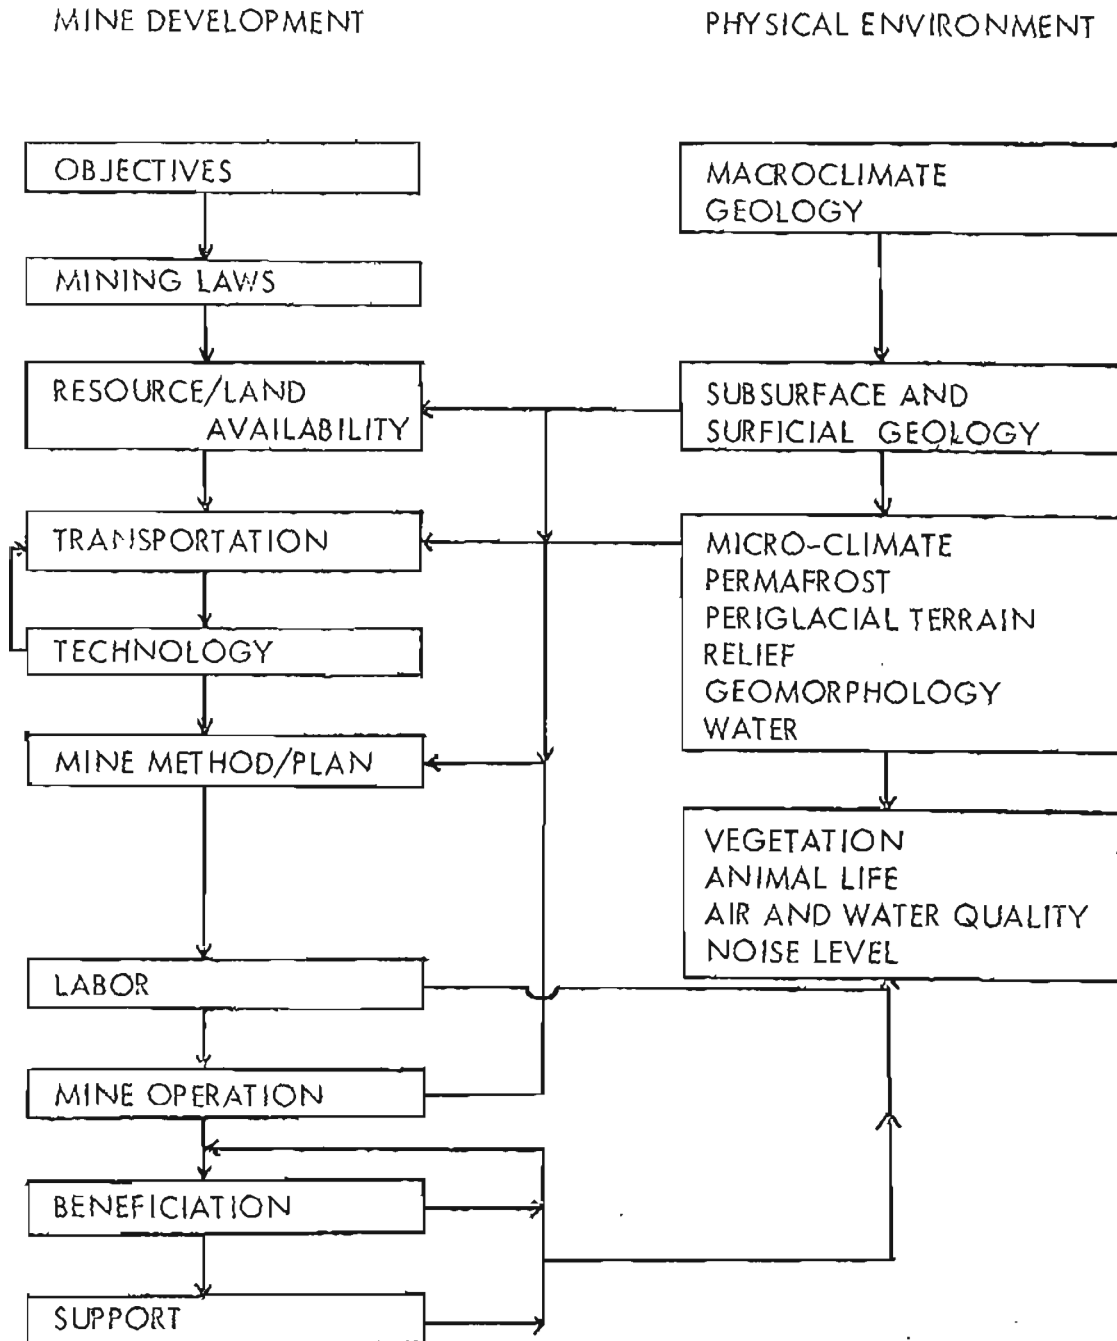 MINE DEVELOPMENT
OBJECTIVES
MINING LAWS
RESOURCE/LAND
AVAILABILITY
TRANSPORTATION
TECHNOLOGY
MINE METHOD/PLAN
LABOR
MINE OPERATION
BENEFICIATION
SUPPORT
PHYSICAL ENVIRONMENT
MACROCLIMATE
GEOLOGY
SUBSURFACE AND
SURFICIAL GEOLOGY
MICRO-CLIMATE
PERMAFROST
PERIGLACIAL TERRAIN
RELIEF
GEOMORPHOLOGY
WATER
VEGETATION
ANIMAL LIFE
AIR AND WATER QUALITY
NOISE LEVEL